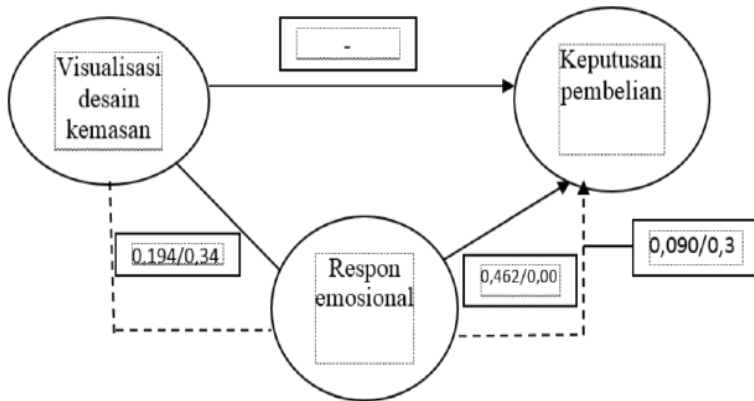 -
Visualisasi
desain
kemasan
Keputusan
pembelian
0,194/0,34
Respon
emosional
0,462/0,00
0,090/0,3